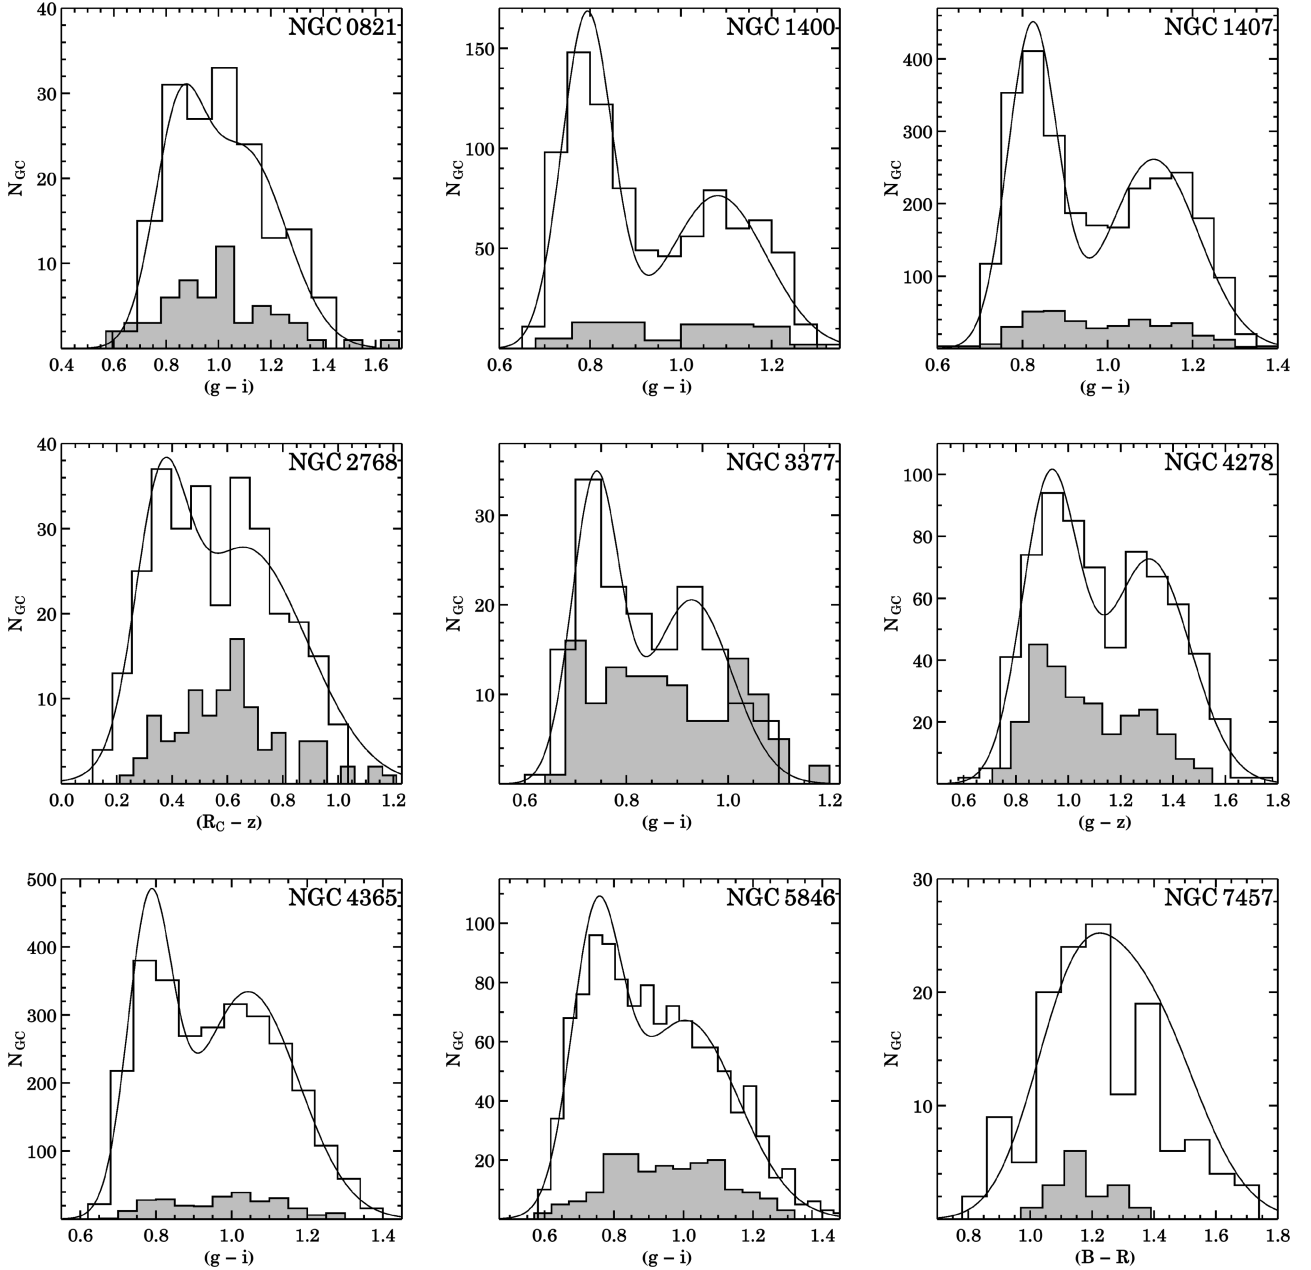 NGC 0821
40
30
20
10
N_GC
0.4 0.6 0.8 1.0 1.2 1.4 1.6
(g − i)
NGC 1400
150
100
50
N_GC
0.6 0.8 1.0 1.2
(g − i)
NGC 1407
400
300
200
100
N_GC
0.6 0.8 1.0 1.2 1.4
(g − i)
NGC 2768
40
30
20
10
N_GC
0.0 0.2 0.4 0.6 0.8 1.0 1.2
(R_C − z)
NGC 3377
30
20
10
N_GC
0.6 0.8 1.0 1.2
(g − i)
NGC 4278
100
80
60
40
20
N_GC
0.6 0.8 1.0 1.2 1.4 1.6 1.8
(g − z)
NGC 4365
500
400
300
200
100
N_GC
0.6 0.8 1.0 1.2 1.4
(g − i)
NGC 5846
100
80
60
40
20
N_GC
0.6 0.8 1.0 1.2 1.4
(g − i)
NGC 7457
30
20
10
N_GC
0.8 1.0 1.2 1.4 1.6 1.8
(B − R)